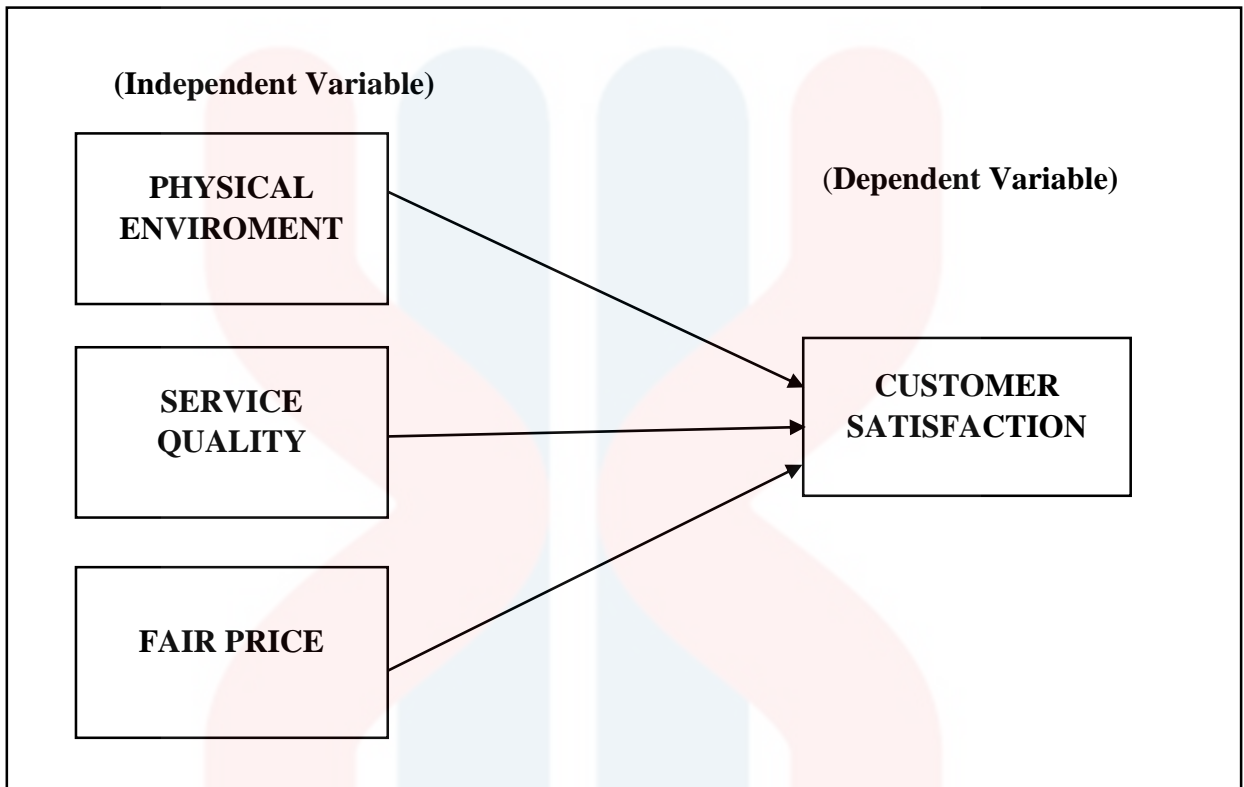 (Independent Variable)
PHYSICAL
ENVIROMENT
(Dependent Variable)
SERVICE
QUALITY
CUSTOMER
SATISFACTION
FAIR PRICE